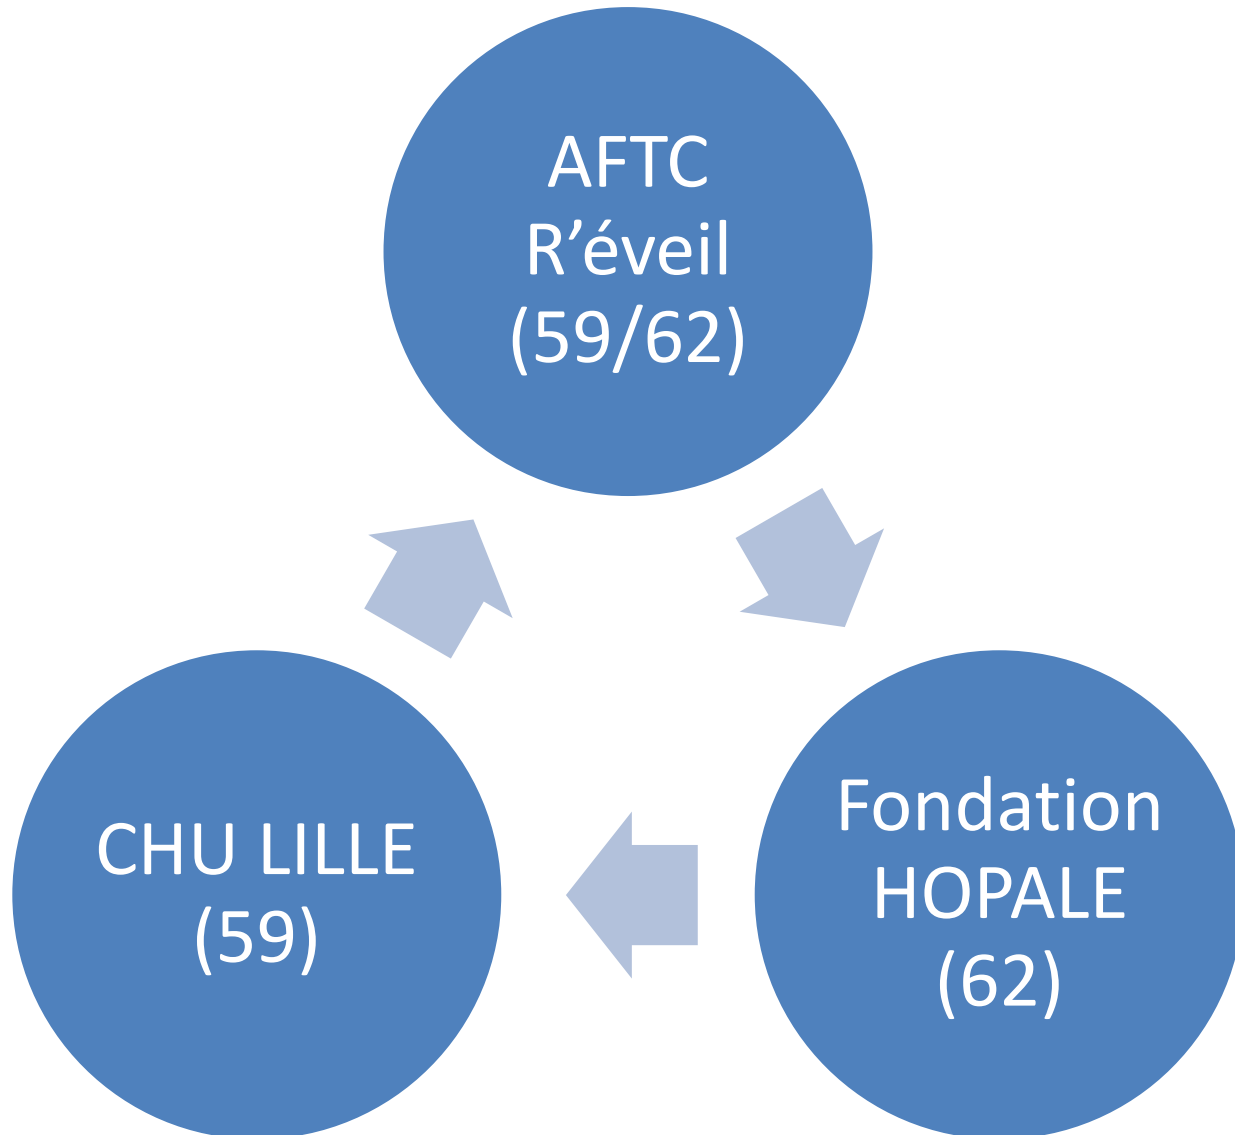 AFTC
R’éveil
(59/62)
Fondation
HOPALE
(62)
CHU LILLE
(59)